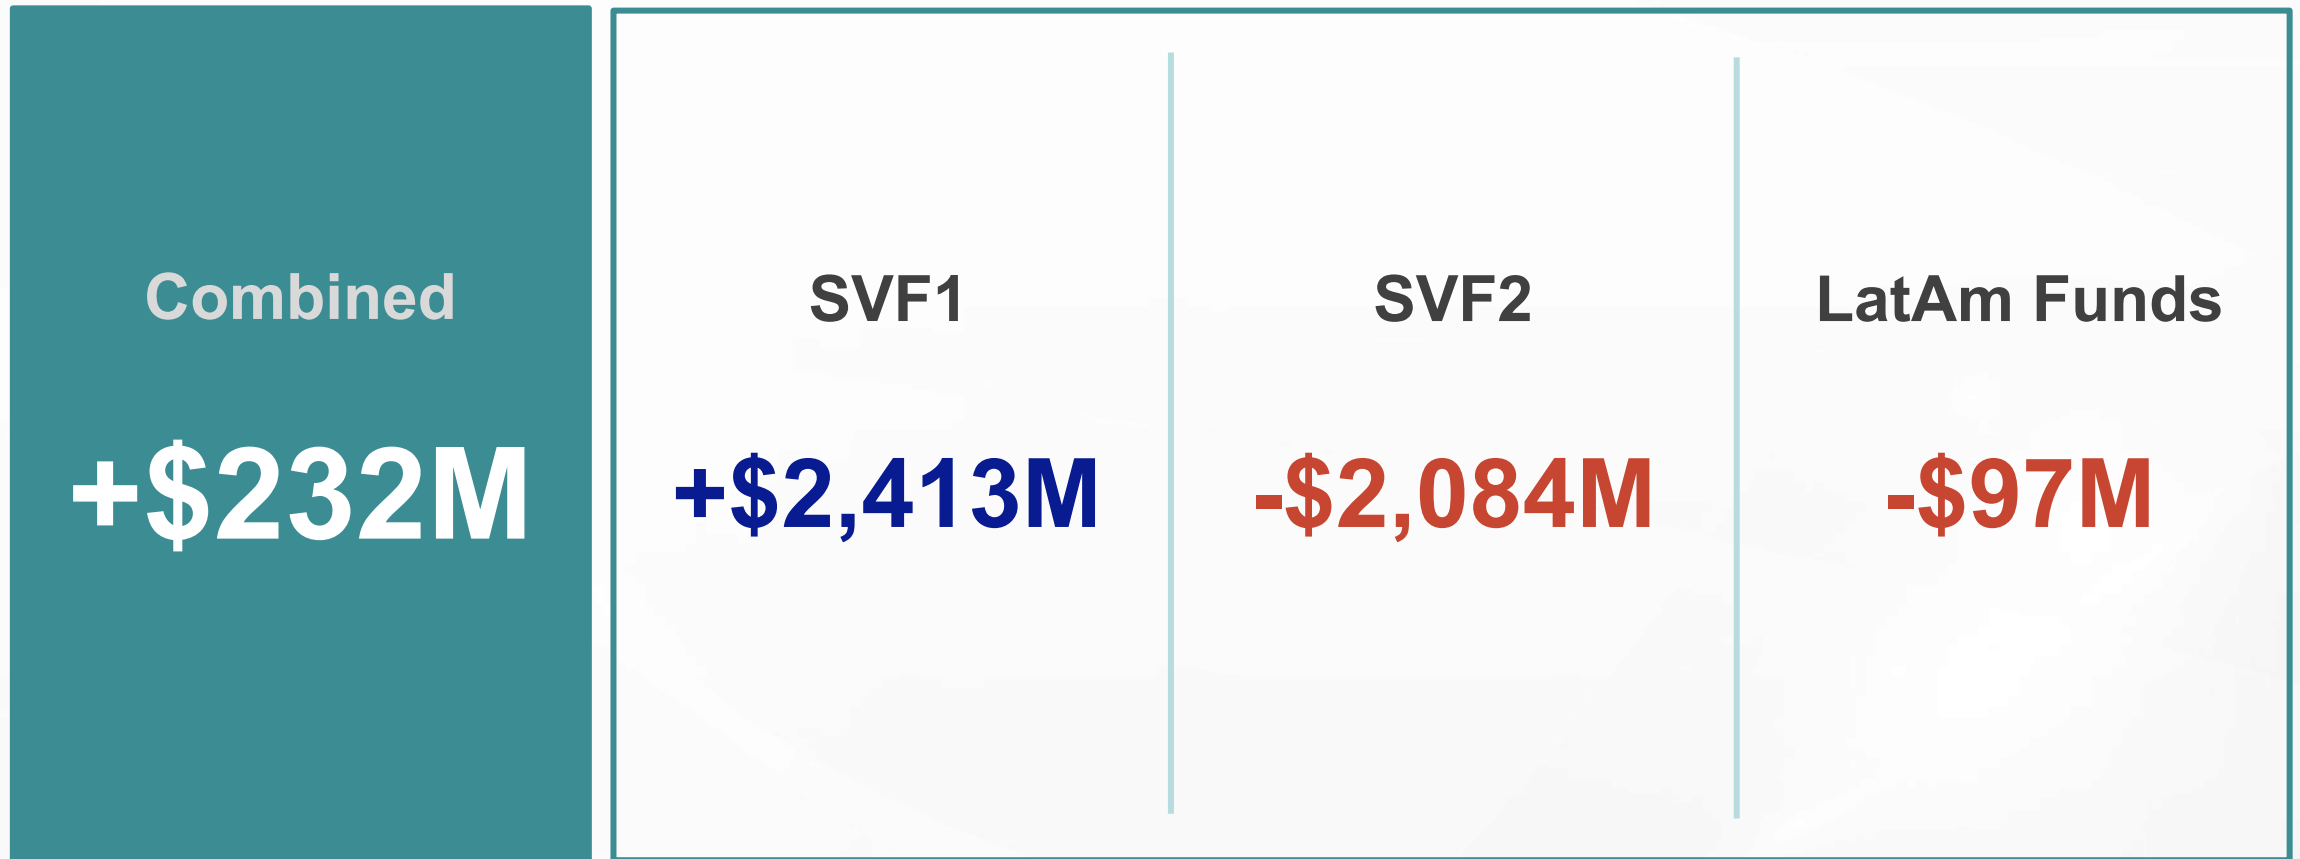 Combined
+$232M
SVF1
+$2,413M
SVF2
-$2,084M
LatAm Funds
-$97M